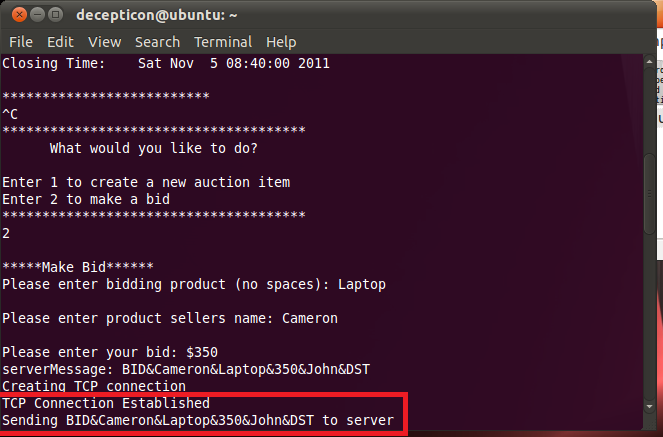 decepticon@ubuntu: ~
File Edit View Search Terminal Help
Closing Time:    Sat Nov  5 08:40:00 2011
**************************
^C
**************************************
What would you like to do?
Enter 1 to create a new auction item
Enter 2 to make a bid
**************************************
2
*****Make Bid******
Please enter bidding product (no spaces): Laptop
Please enter product sellers name: Cameron
Please enter your bid: $350
serverMessage: BID&Cameron&Laptop&350&John&DST
Creating TCP connection
TCP Connection Established
Sending BID&Cameron&Laptop&350&John&DST to server